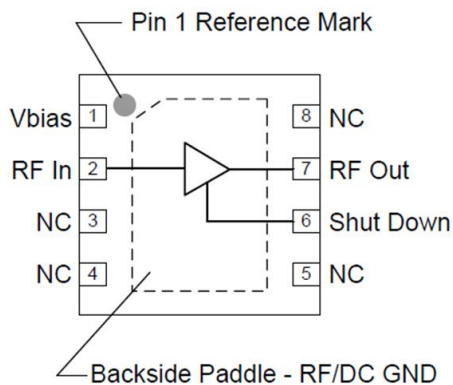 Pin 1 Reference Mark
Vbias 1
8 NC
RF In 2
7 RF Out
NC 3
6 Shut Down
NC 4
5 NC
Backside Paddle - RF/DC GND